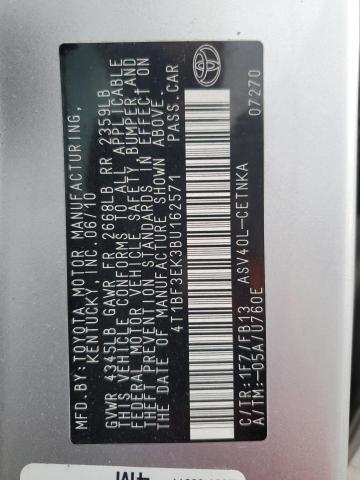 MFD.BY:TOYOTA MOTOR MANUFACTURING,
KENTUCKY, INC. 06/10
GVWR 4345LB GAWR FR 2668LB RR 2359LB
THIS VEHICLE CONFORMS TO ALL APPLICABLE
FEDERAL MOTOR VEHICLE SAFETY, BUMPER AND
THEFT PREVENTION STANDARDS IN EFFECT ON
THE DATE OF MANUFACTURE SHOWN ABOVE.
4T1BF3EK3BU162571 PASS.CAR
C/TR:1F7/FB13 ASV40L-CETNKA
A/TM:-05A/U760E 07270
4M